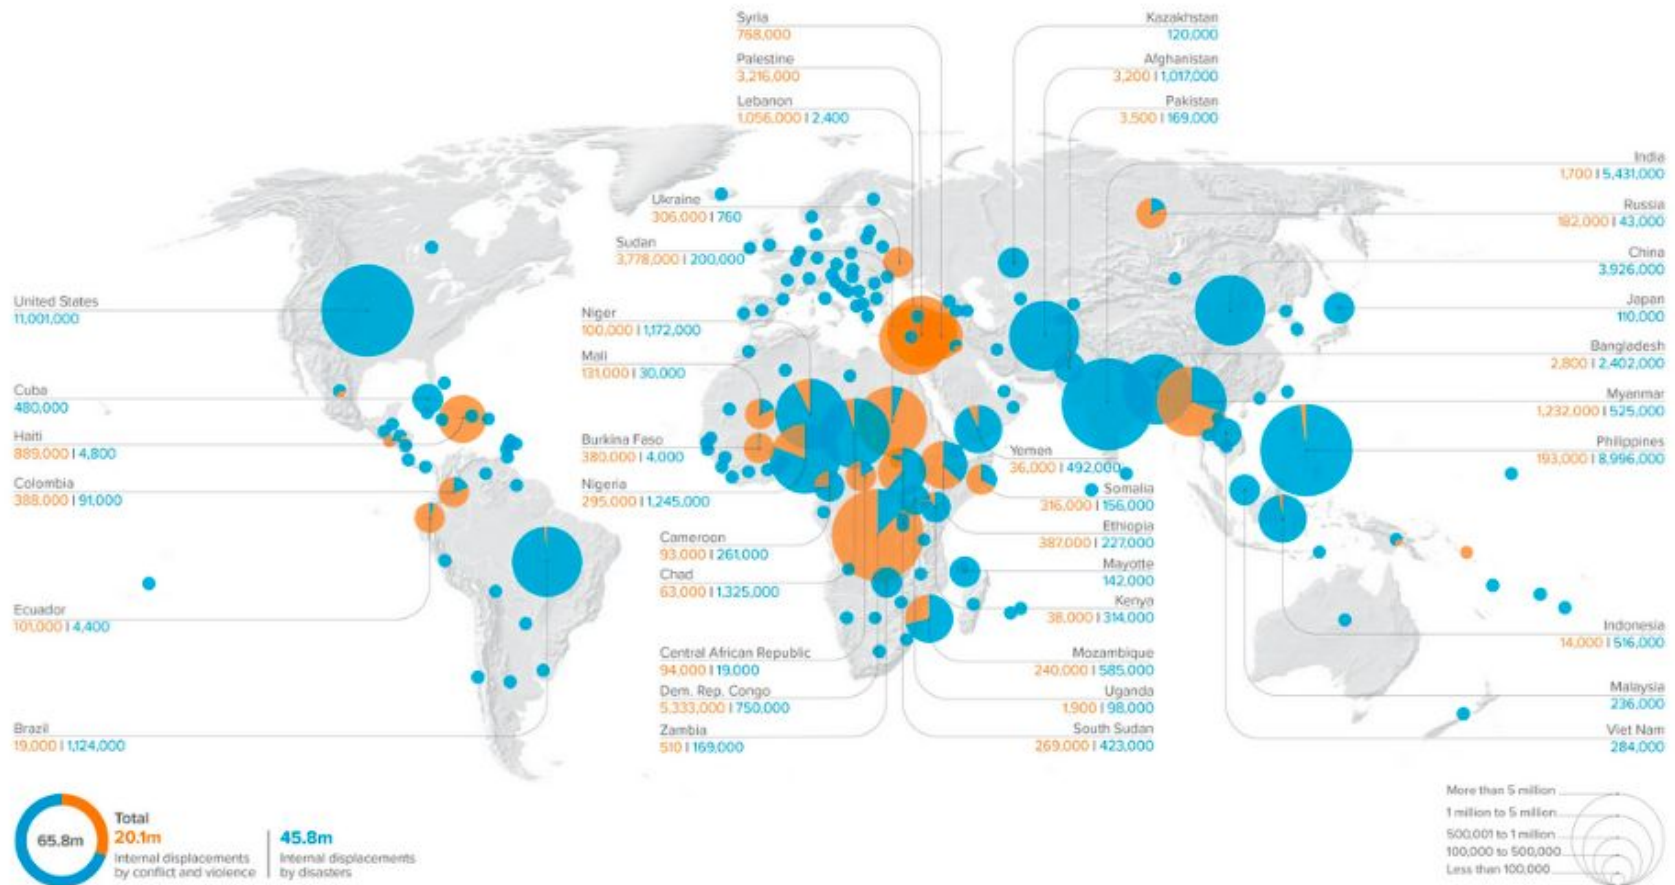 Syria
768,000
Palestine
3,216,000
Lebanon
1,056,000 | 2,400
Kazakhstan
120,000
Afghanistan
3,200 | 1,017,000
Pakistan
3,500 | 169,000
India
1,700 | 5,431,000
Russia
182,000 | 43,000
China
3,926,000
Japan
110,000
Bangladesh
2,800 | 2,402,000
Myanmar
1,232,000 | 525,000
Philippines
193,000 | 8,996,000
Ukraine
306,000 | 760
Sudan
3,778,000 | 200,000
Niger
100,000 | 1,172,000
Mali
131,000 | 30,000
Burkina Faso
380,000 | 4,000
Nigeria
295,000 | 1,245,000
Cameroon
93,000 | 261,000
Chad
63,000 | 1,325,000
Central African Republic
94,000 | 19,000
Dem. Rep. Congo
5,333,000 | 750,000
Zambia
510 | 169,000
Yemen
36,000 | 492,000
Somalia
316,000 | 156,000
Ethiopia
387,000 | 227,000
Mayotte
142,000
Kenya
38,000 | 314,000
Mozambique
240,000 | 585,000
Uganda
1,900 | 98,000
South Sudan
269,000 | 423,000
United States
11,001,000
Cuba
480,000
Haiti
889,000 | 4,800
Colombia
388,000 | 91,000
Ecuador
101,000 | 4,400
Brazil
19,000 | 1,124,000
Indonesia
14,000 | 516,000
Malaysia
236,000
Viet Nam
284,000
65.8m
Total
20.1m
Internal displacements
by conflict and violence
45.8m
Internal displacements
by disasters
More than 5 million
1 million to 5 million
500,001 to 1 million
100,000 to 500,000
Less than 100,000